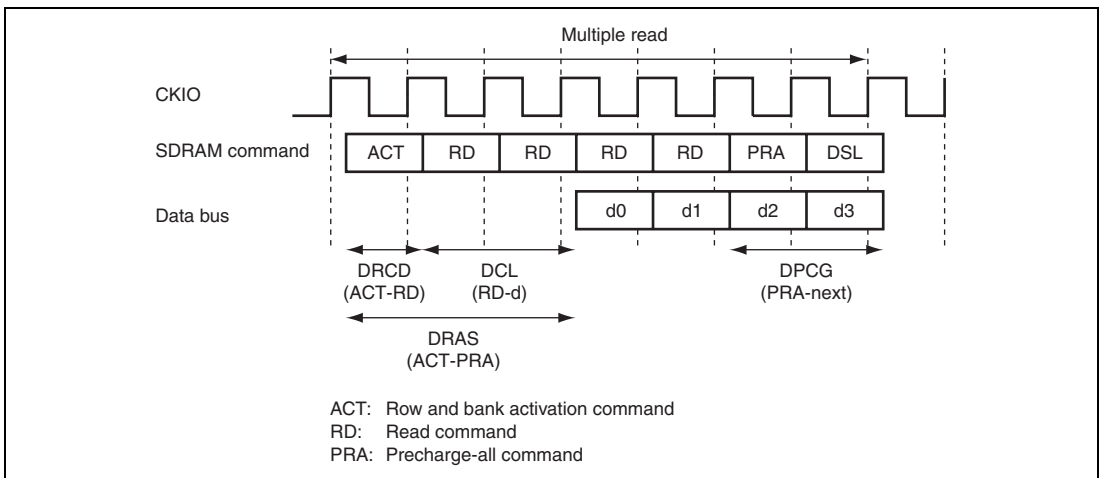 Multiple read
CKIO
SDRAM command ACT RD RD RD RD PRA DSL
Data bus d0 d1 d2 d3
DRCD DCL DPCG
(ACT-RD) (RD-d) (PRA-next)
DRAS
(ACT-PRA)
ACT: Row and bank activation command
RD: Read command
PRA: Precharge-all command